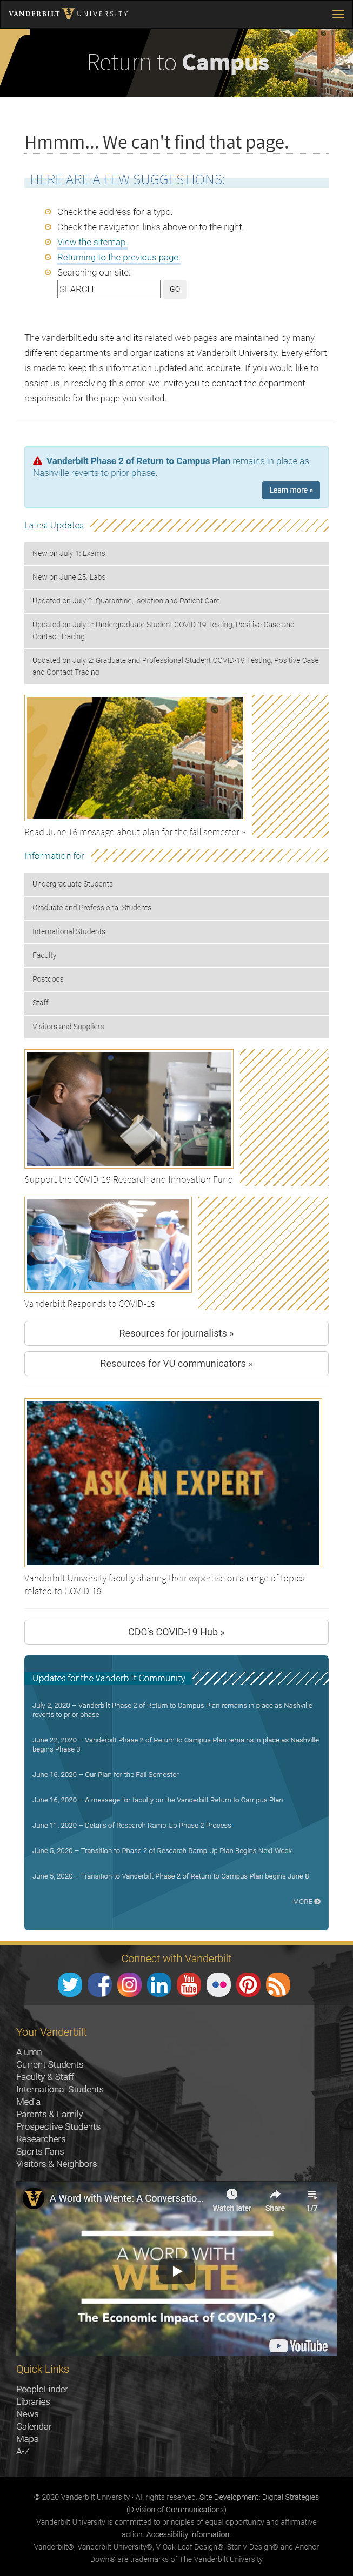 VANDERBILT UNIVERSITY
Return to Campus
Hmmm... We can't find that page.
HERE ARE A FEW SUGGESTIONS:
Check the address for a typo.
Check the navigation links above or to the right.
View the sitemap.
Returning to the previous page.
Searching our site:
SEARCH GO
The vanderbilt.edu site and its related web pages are maintained by many
different departments and organizations at Vanderbilt University. Every effort
is made to keep this information updated and accurate. If you would like to
assist us in resolving this error, we invite you to contact the department
responsible for the page you visited.
Vanderbilt Phase 2 of Return to Campus Plan remains in place as
Nashville reverts to prior phase.
Learn more »
Latest Updates
New on July 1: Exams
New on June 25: Labs
Updated on July 2: Quarantine, Isolation and Patient Care
Updated on July 2: Undergraduate Student COVID-19 Testing, Positive Case and
Contact Tracing
Updated on July 2: Graduate and Professional Student COVID-19 Testing, Positive Case
and Contact Tracing
Read June 16 message about plan for the fall semester »
Information for
Undergraduate Students
Graduate and Professional Students
International Students
Faculty
Postdocs
Staff
Visitors and Suppliers
Support the COVID-19 Research and Innovation Fund
Vanderbilt Responds to COVID-19
Resources for journalists »
Resources for VU communicators »
ASK AN EXPERT
Vanderbilt University faculty sharing their expertise on a range of topics
related to COVID-19
CDC's COVID-19 Hub »
Updates for the Vanderbilt Community
July 2, 2020 – Vanderbilt Phase 2 of Return to Campus Plan remains in place as Nashville
reverts to prior phase
June 22, 2020 – Vanderbilt Phase 2 of Return to Campus Plan remains in place as Nashville
begins Phase 3
June 16, 2020 – Our Plan for the Fall Semester
June 16, 2020 – A message for faculty on the Vanderbilt Return to Campus Plan
June 11, 2020 – Details of Research Ramp-Up Phase 2 Process
June 5, 2020 – Transition to Phase 2 of Research Ramp-Up Plan Begins Next Week
June 5, 2020 – Transition to Vanderbilt Phase 2 of Return to Campus Plan begins June 8
MORE
Connect with Vanderbilt
You Tube
Your Vanderbilt
Alumni
Current Students
Faculty & Staff
International Students
Media
Parents & Family
Prospective Students
Researchers
Sports Fans
Visitors & Neighbors
A Word with Wente: A Conversatio...
Watch later Share 1/7
A WORD WITH
WENTE
The Economic Impact of COVID-19
YouTube
Quick Links
PeopleFinder
Libraries
News
Calendar
Maps
A-Z
© 2020 Vanderbilt University · All rights reserved. Site Development: Digital Strategies
(Division of Communications)
Vanderbilt University is committed to principles of equal opportunity and affirmative
action. Accessibility information.
Vanderbilt®, Vanderbilt University®, V Oak Leaf Design®, Star V Design® and Anchor
Down® are trademarks of The Vanderbilt University